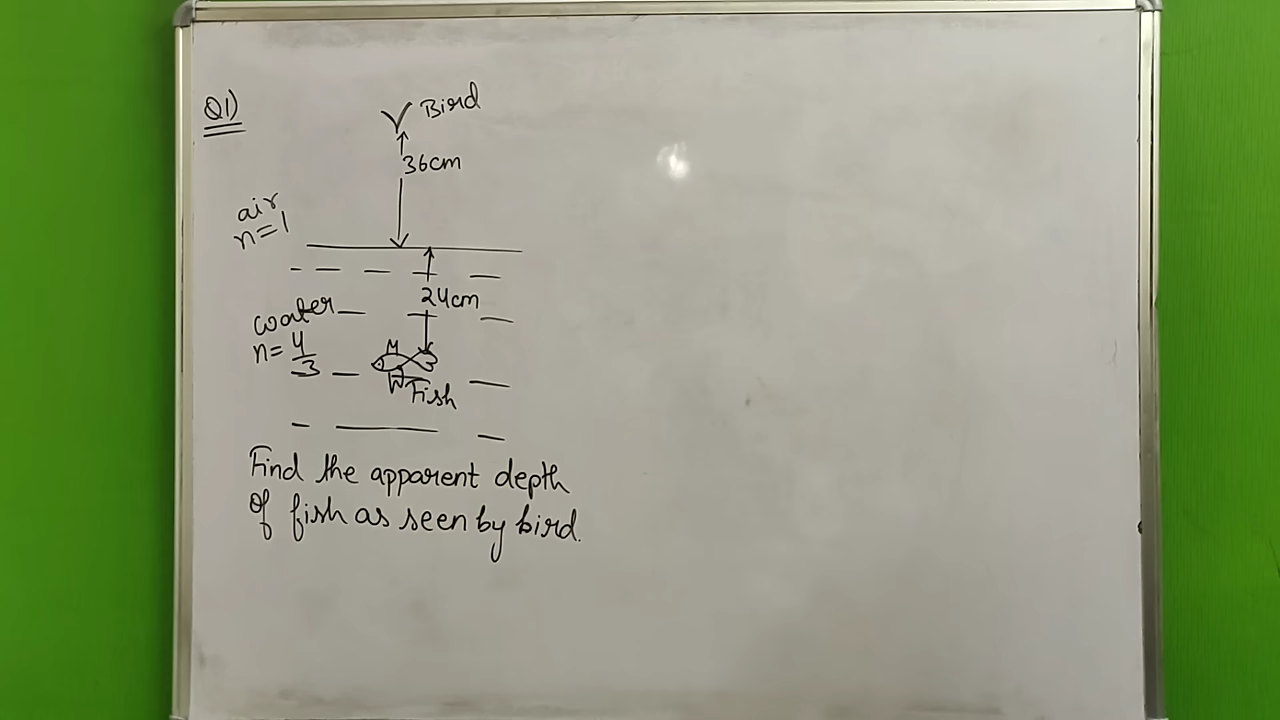 Q1)
Bird
36cm
air
n=1
24cm
water
n=4/3
Fish
Find the apparent depth
of fish as seen by bird.